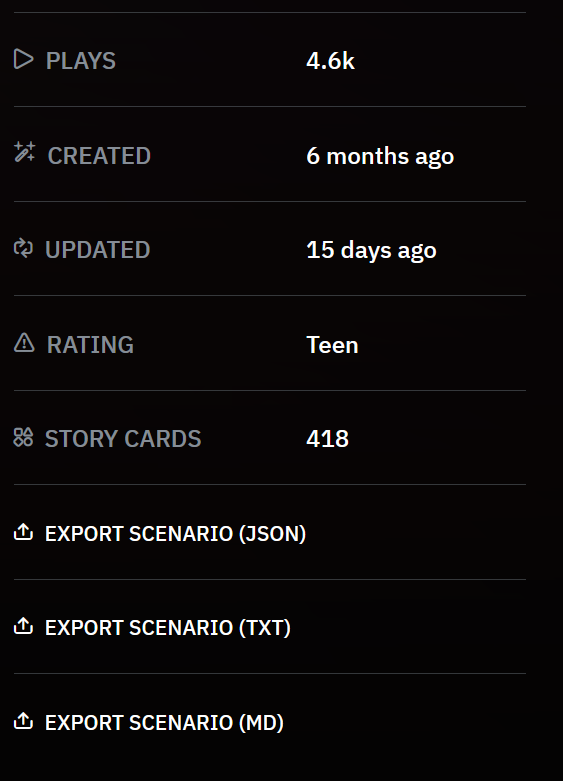 PLAYS 4.6k
CREATED 6 months ago
UPDATED 15 days ago
RATING Teen
STORY CARDS 418
EXPORT SCENARIO (JSON)
EXPORT SCENARIO (TXT)
EXPORT SCENARIO (MD)